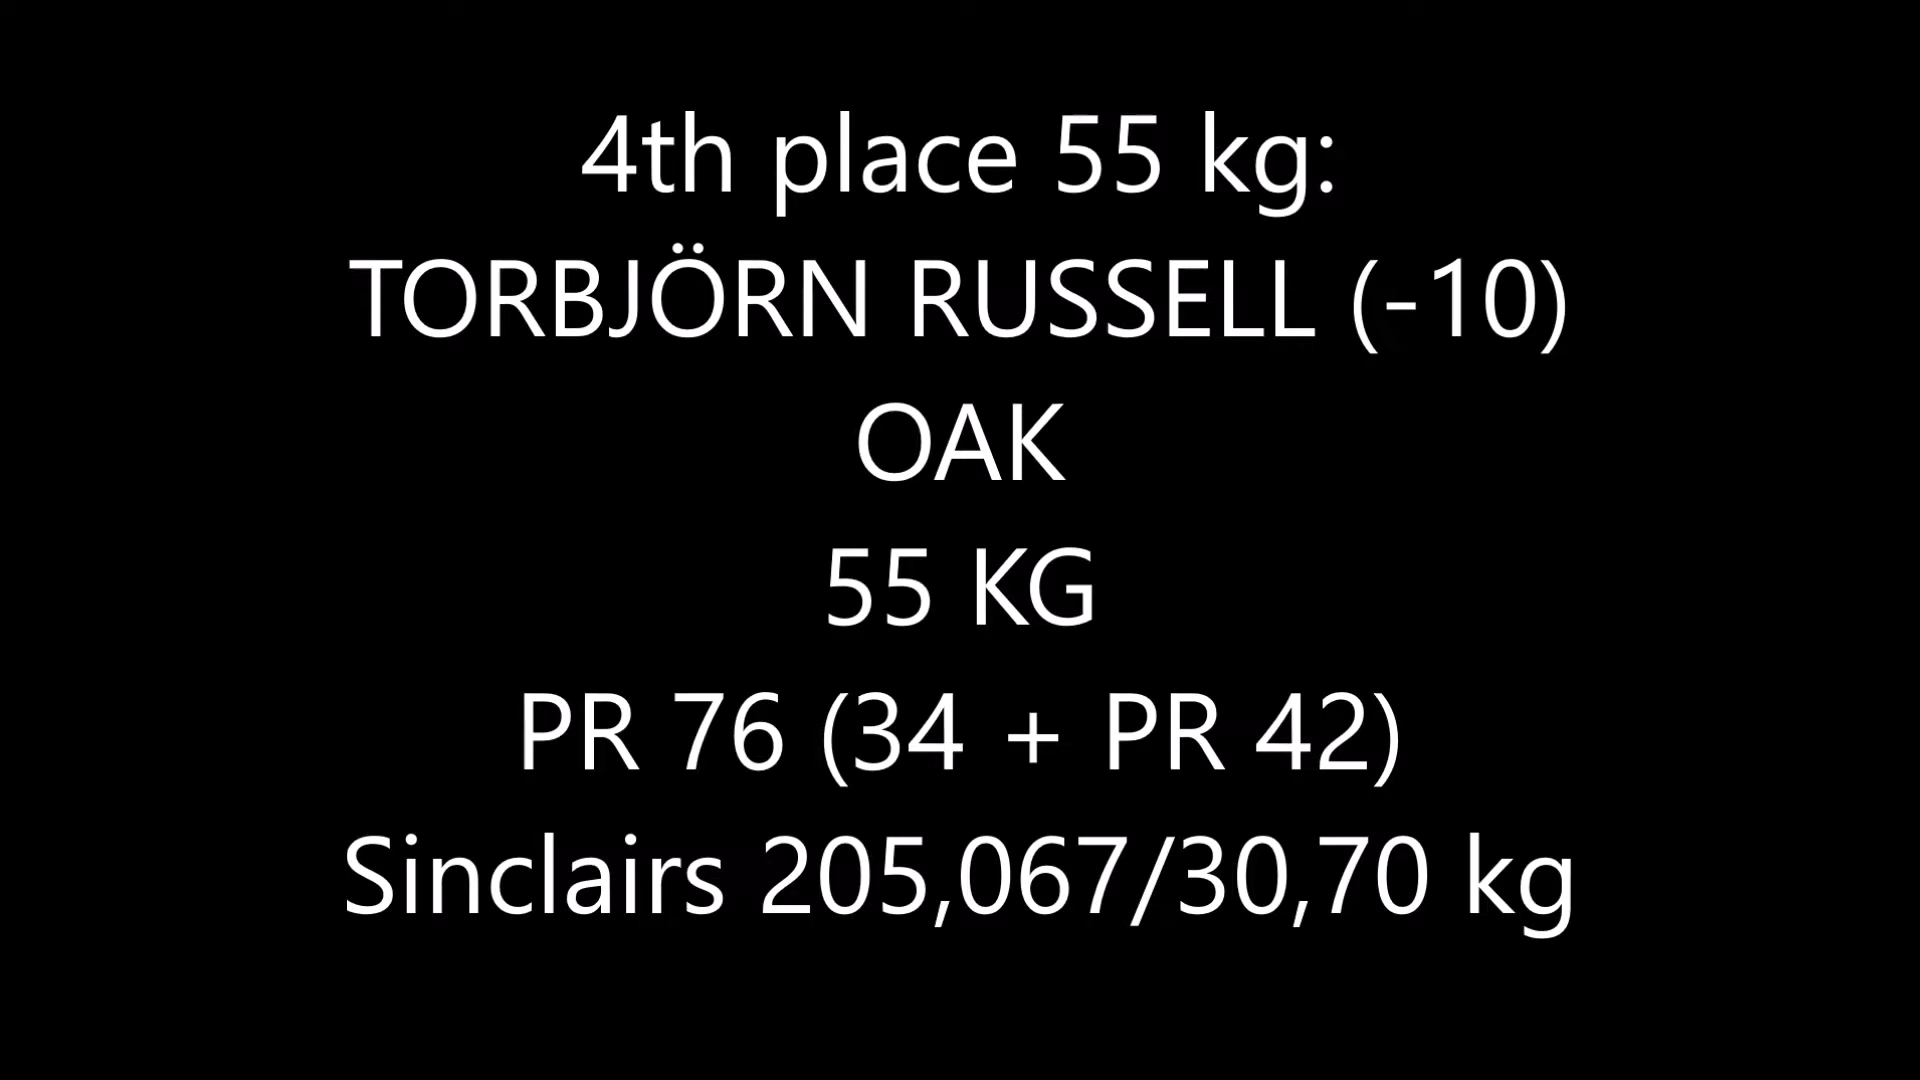 4th place 55 kg:
TORBJÖRN RUSSELL (-10)
OAK
55 KG
PR 76 (34 + PR 42)
Sinclairs 205,067/30,70 kg